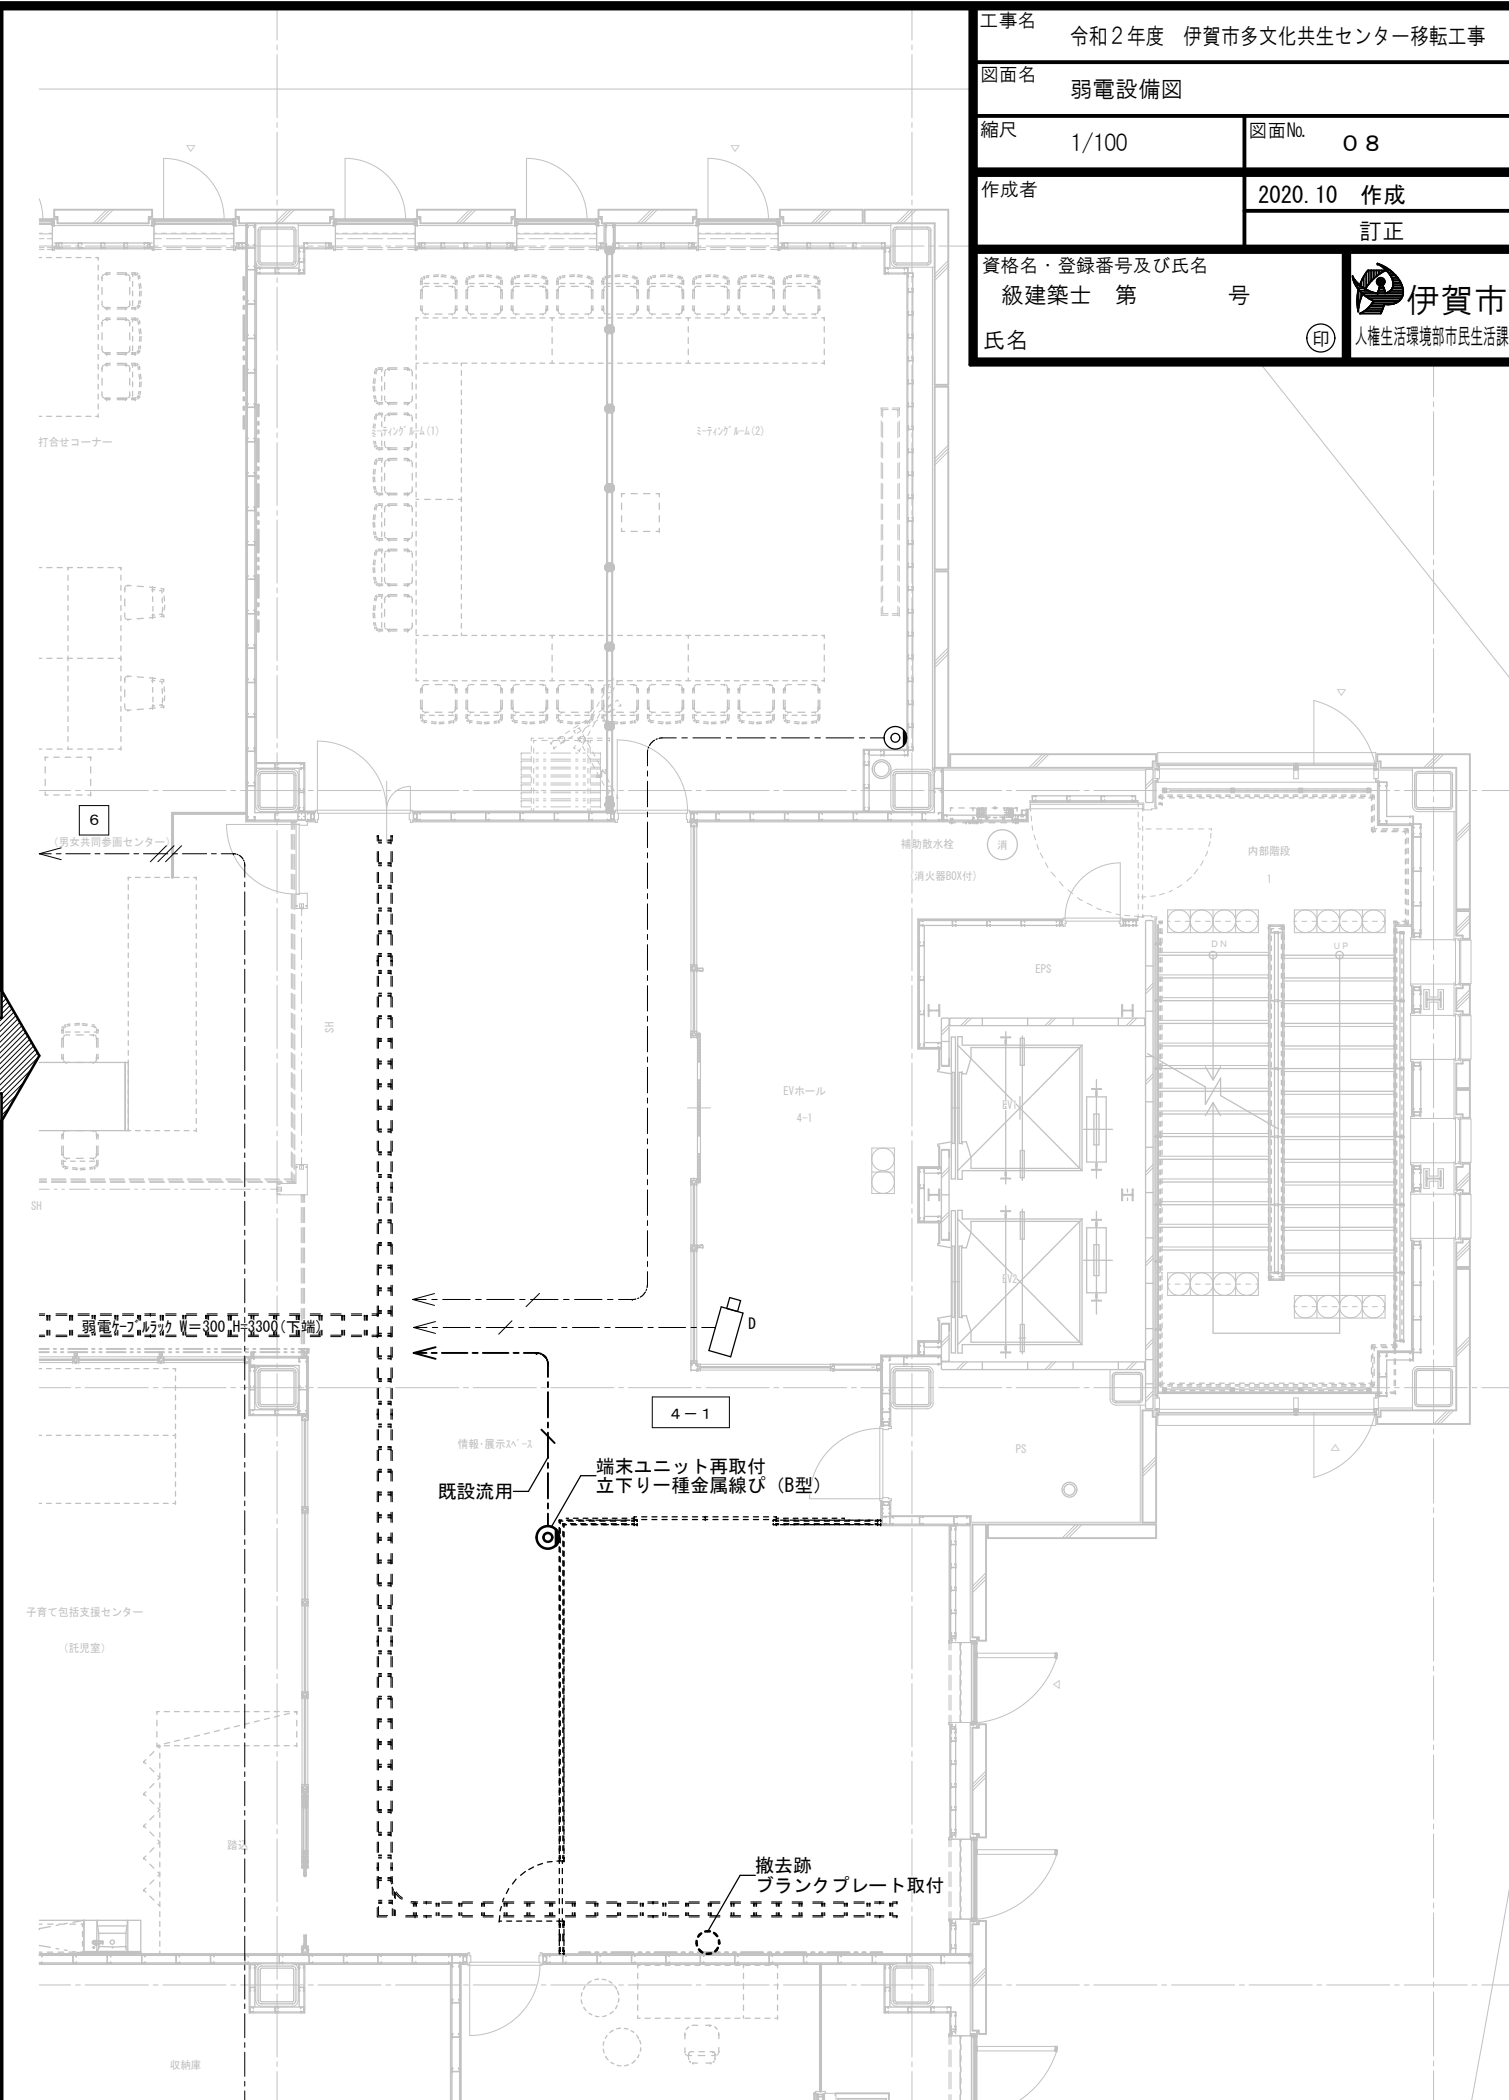 工事名
令和２年度　伊賀市多文化共生センター移転工事
図面名
弱電設備図
縮尺
1/100
図面№.
０８
作成者
2020.10　作成
訂正
資格名・登録番号及び氏名
級建築士　第　　　　号
氏名
印
伊賀市
人権生活環境部市民生活課
打合せコーナー
ミーティングルーム(1)
ミーティングルーム(2)
6
(男女共同参画センター)
補助散水栓
消
(消火器BOX付)
内部階段
1
DN
UP
EPS
SH
EVホール
4-1
EV1
SH
EV2
弱電ケーブルラック W=300 H=3300(下端)
D
4－1
情報・展示スペース
PS
端末ユニット再取付
立下り一種金属線ぴ（B型）
既設流用
子育て包括支援センター
(託児室)
踏込
撤去跡
ブランクプレート取付
収納庫